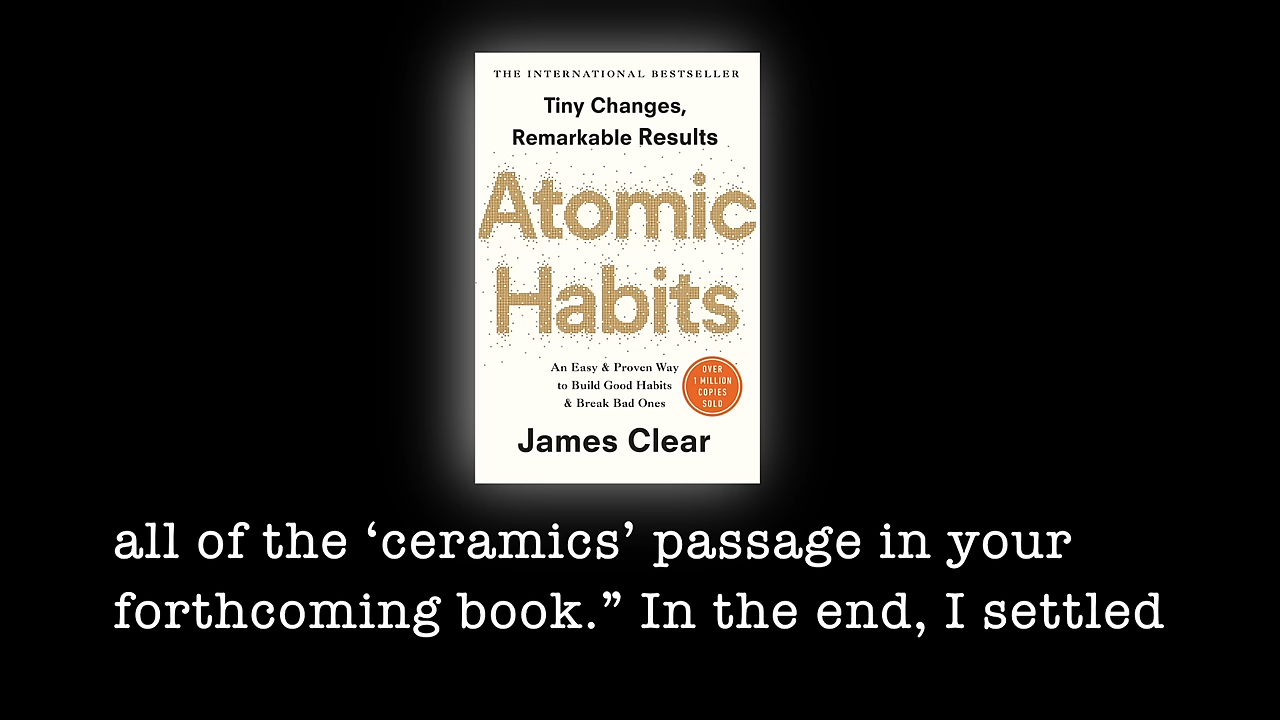 THE INTERNATIONAL BESTSELLER
Tiny Changes,
Remarkable Results
Atomic
Habits
An Easy & Proven Way
to Build Good Habits
& Break Bad Ones
OVER
1 MILLION
COPIES
SOLD
James Clear
all of the ‘ceramics’ passage in your
forthcoming book.” In the end, I settled